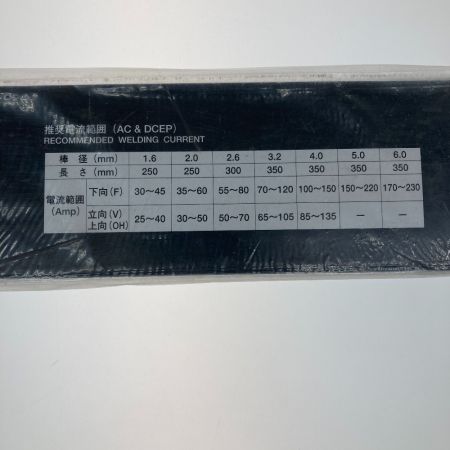 推奨電流範囲（AC & DCEP）
RECOMMENDED WELDING CURRENT
棒 径（mm） 1.6 2.0 2.6 3.2 4.0 5.0 6.0
長 さ（mm） 250 250 300 350 350 350 350
電流範囲（Amp） 下向（F） 30～45 35～60 55～80 70～120 100～150 150～220 170～230
立向（V）上向（OH） 25～40 30～50 50～70 65～105 85～135 ― ―